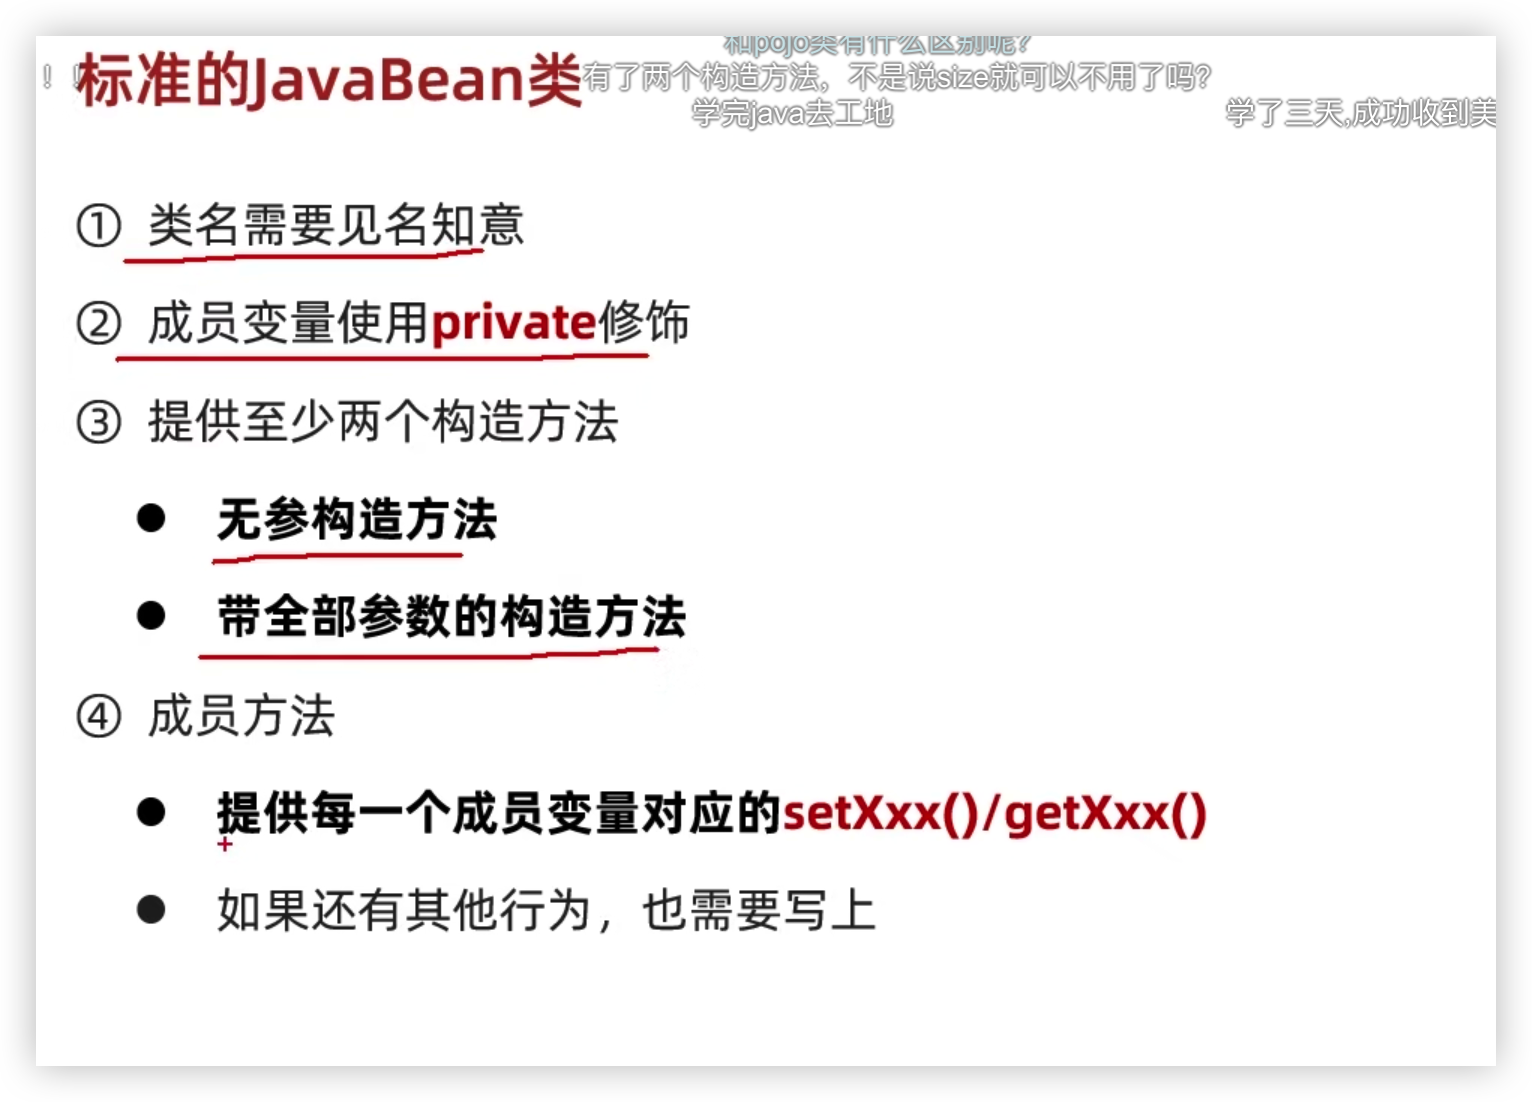 和pojo类有什么区别呢?
！！标准的JavaBean类
有了两个构造方法，不是说size就可以不用了吗?
学完java去工地
学了三天,成功收到美
① 类名需要见名知意
② 成员变量使用private修饰
③ 提供至少两个构造方法
● 无参构造方法
● 带全部参数的构造方法
④ 成员方法
● 提供每一个成员变量对应的setXxx()/getXxx()
● 如果还有其他行为，也需要写上